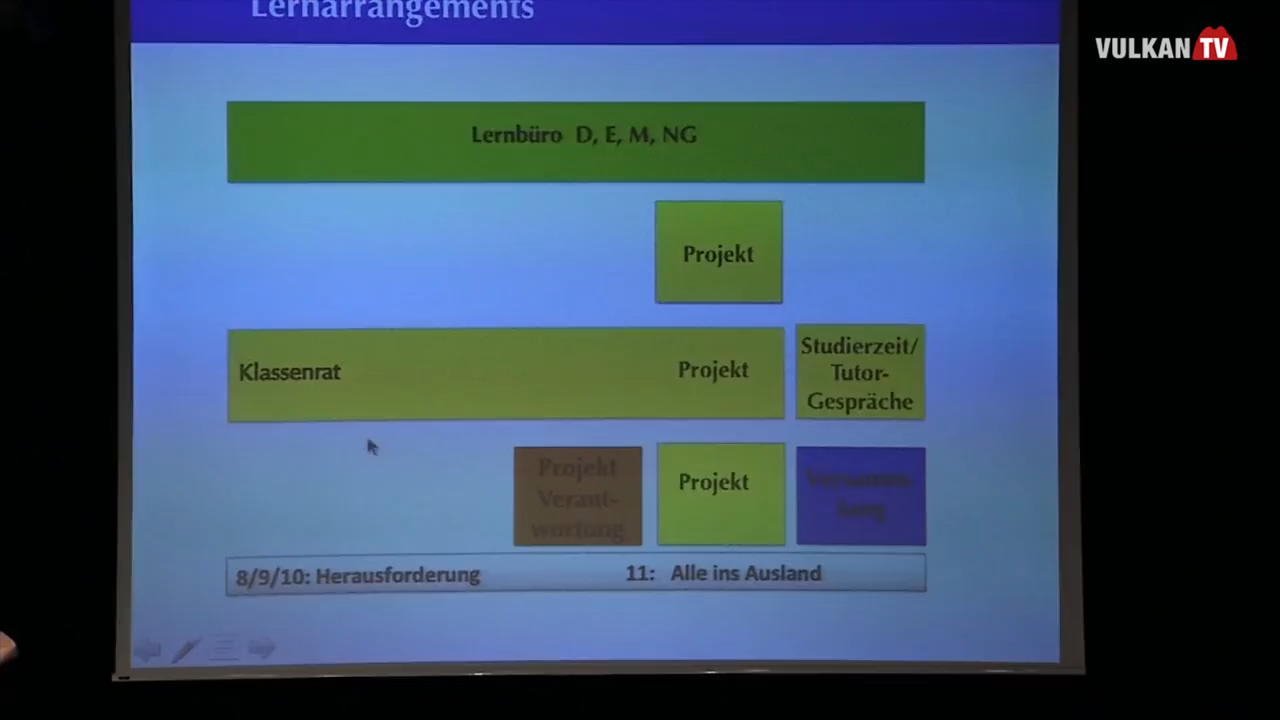 Lernarrangements
VULKAN TV
Lernbüro D, E, M, NG
Projekt
Klassenrat
Projekt
Studierzeit/
Tutor-
Gespräche
Projekt
Verant-
wortung
Projekt
8/9/10: Herausforderung
11: Alle ins Ausland